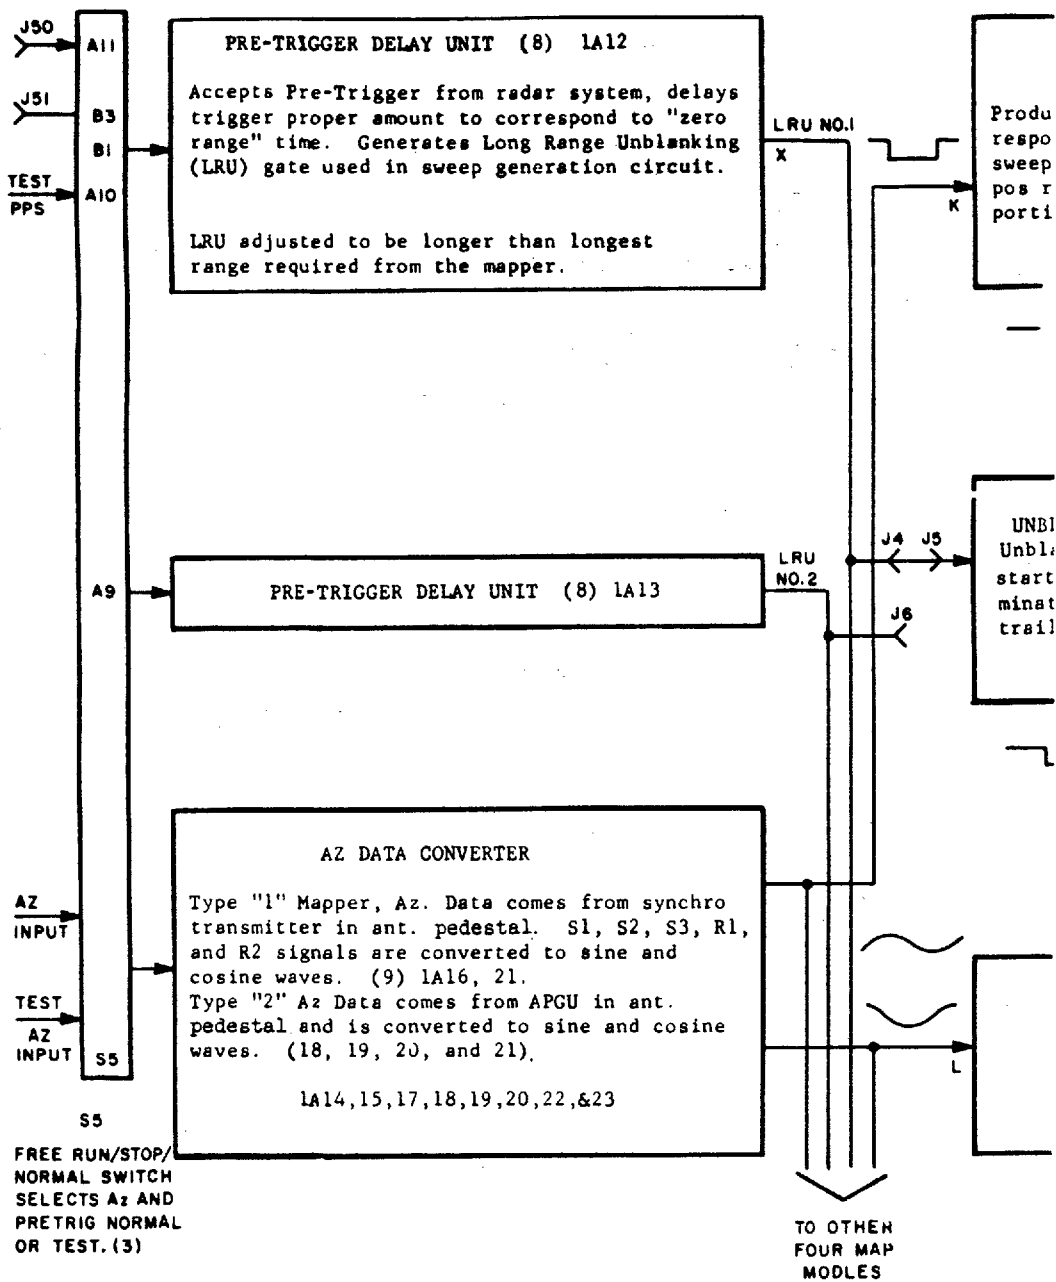 J50
A11
J51
B3
B1
TEST
PPS
A10
PRE-TRIGGER DELAY UNIT (8) 1A12
Accepts Pre-Trigger from radar system, delays
trigger proper amount to correspond to "zero
range" time. Generates Long Range Unblanking
(LRU) gate used in sweep generation circuit.
LRU adjusted to be longer than longest
range required from the mapper.
LRU NO.1
X
K
Produ
respo
sweep
pos r
porti
A9
PRE-TRIGGER DELAY UNIT (8) 1A13
LRU
NO.2
J4
J5
J6
UNBL
Unbla
start
minat
trail
AZ
INPUT
TEST
AZ
INPUT
S5
AZ DATA CONVERTER
Type "1" Mapper, Az. Data comes from synchro
transmitter in ant. pedestal. S1, S2, S3, R1,
and R2 signals are converted to sine and
cosine waves. (9) 1A16, 21.
Type "2" Az Data comes from APGU in ant.
pedestal and is converted to sine and cosine
waves. (18, 19, 20, and 21).
1A14,15,17,18,19,20,22,&23
L
S5
FREE RUN/STOP/
NORMAL SWITCH
SELECTS Az AND
PRETRIG NORMAL
OR TEST. (3)
TO OTHER
FOUR MAP
MODLES